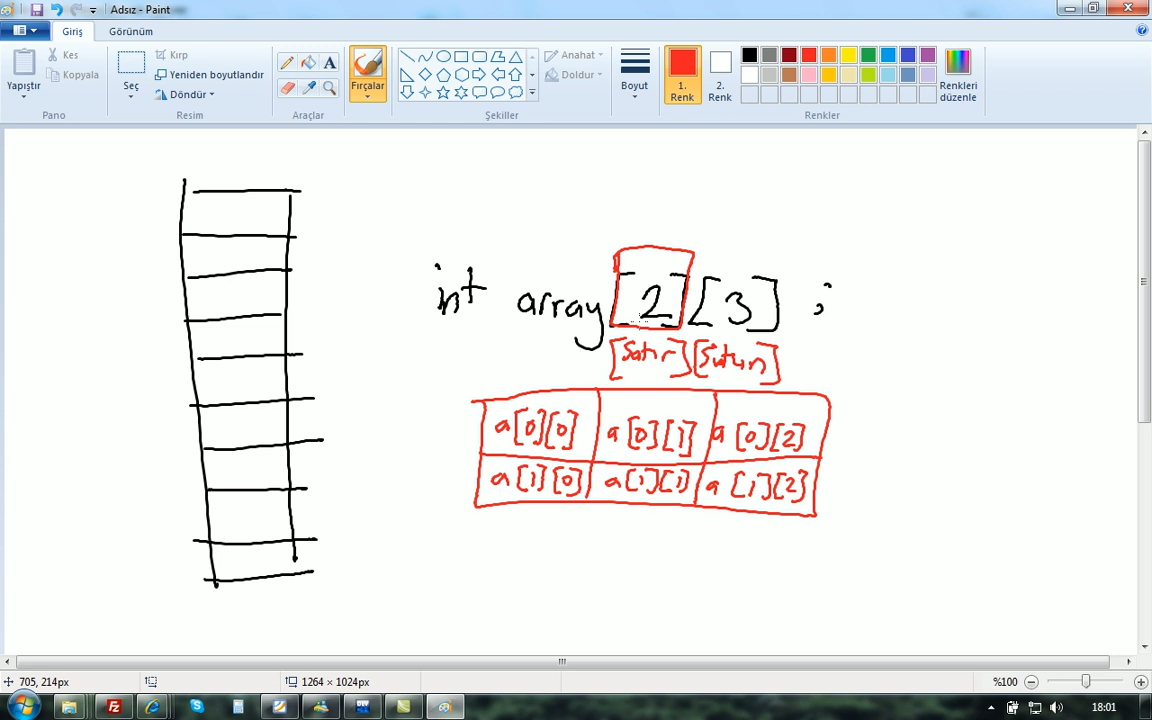 Adsız - Paint
Giriş
Görünüm
Yapıştır
Kes
Kopyala
Pano
Seç
Kırp
Yeniden boyutlandır
Döndür
Resim
A
Araçlar
Fırçalar
Anahat
Doldur
Şekiller
Boyut
1. Renk
2. Renk
Renkleri düzenle
Renkler
int array[2][3];
[Satır][Sütun]
a[0][0] a[0][1] a[0][2]
a[1][0] a[1][1] a[1][2]
705, 214px
1264 × 1024px
%100
18:01